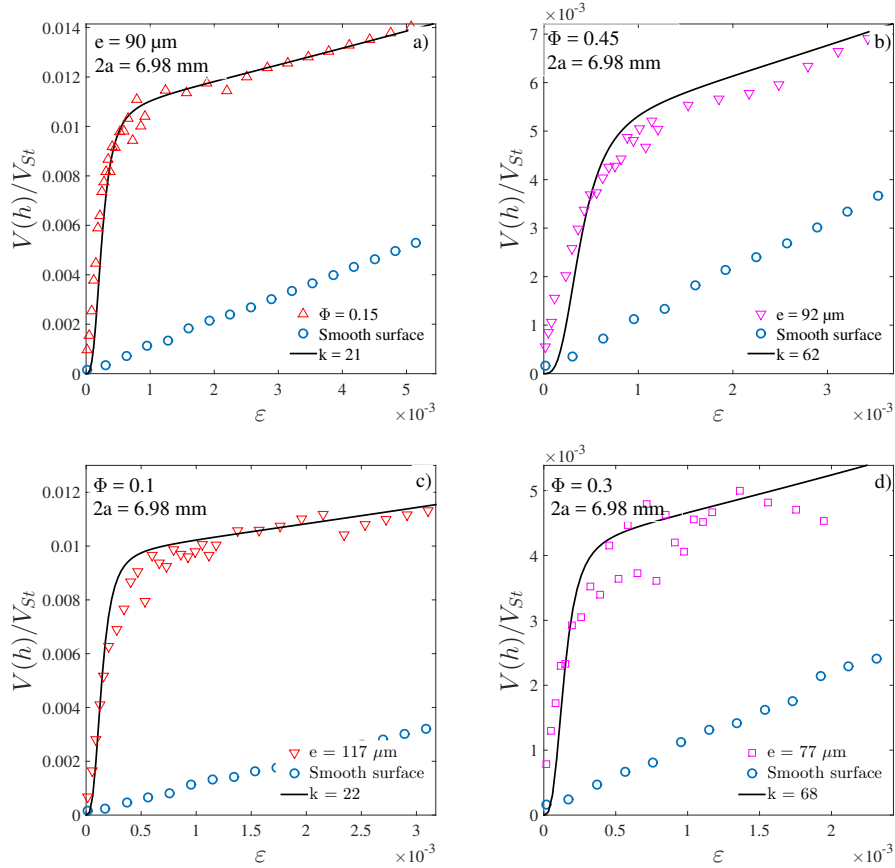 0.014
0.012
0.01
0.008
0.006
0.004
0.002
0
V(h)/V_St
e = 90 µm
2a = 6.98 mm
a)
Φ = 0.15
Smooth surface
k = 21
0 1 2 3 4 5
×10⁻³
ε
×10⁻³
7
6
5
4
3
2
1
0
V(h)/V_St
Φ = 0.45
2a = 6.98 mm
b)
e = 92 µm
Smooth surface
k = 62
0 1 2 3
×10⁻³
ε
0.012
0.01
0.008
0.006
0.004
0.002
0
V(h)/V_St
Φ = 0.1
2a = 6.98 mm
c)
e = 117 µm
Smooth surface
k = 22
0 0.5 1 1.5 2 2.5 3
×10⁻³
ε
×10⁻³
5
4
3
2
1
0
V(h)/V_St
Φ = 0.3
2a = 6.98 mm
d)
e = 77 µm
Smooth surface
k = 68
0 0.5 1 1.5 2
×10⁻³
ε